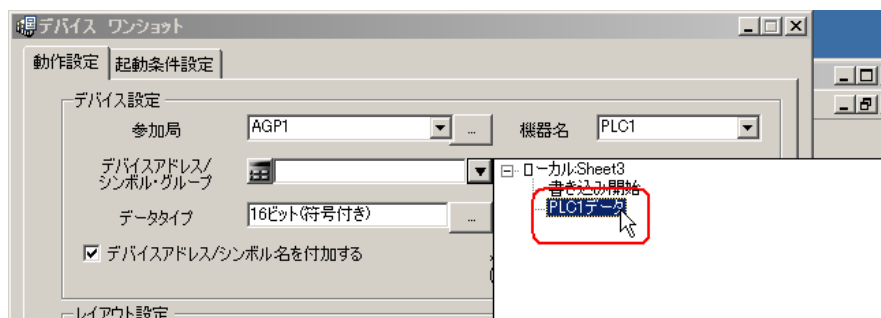 デバイス ワンショット
動作設定 起動条件設定
デバイス設定
参加局 AGP1 ... 機器名 PLC1
デバイスアドレス/
シンボル・グループ
ローカル:Sheet3
書き込み開始
PLC1データ
データタイプ 16ビット(符号付き) ...
デバイスアドレス/シンボル名を付加する
レイアウト設定